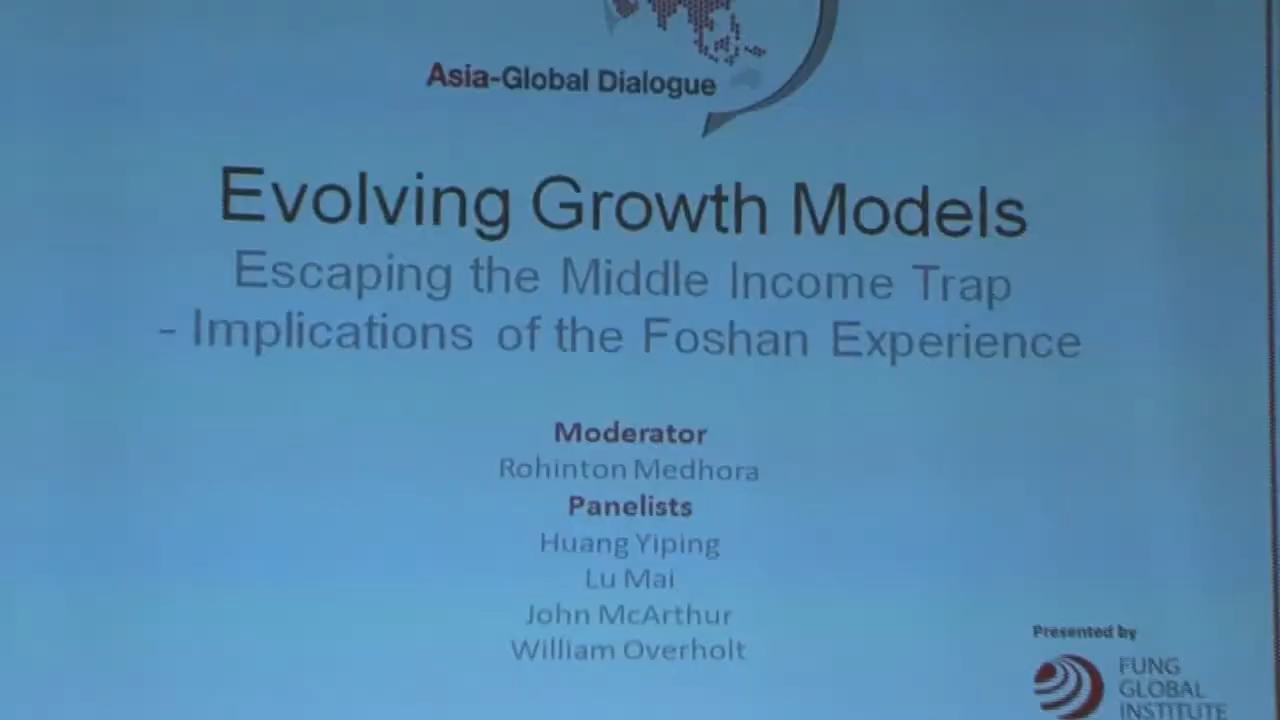 Asia-Global Dialogue
Evolving Growth Models
Escaping the Middle Income Trap
- Implications of the Foshan Experience
Moderator
Rohinton Medhora
Panelists
Huang Yiping
Lu Mai
John McArthur
William Overholt
Presented by
FUNG
GLOBAL
INSTITUTE